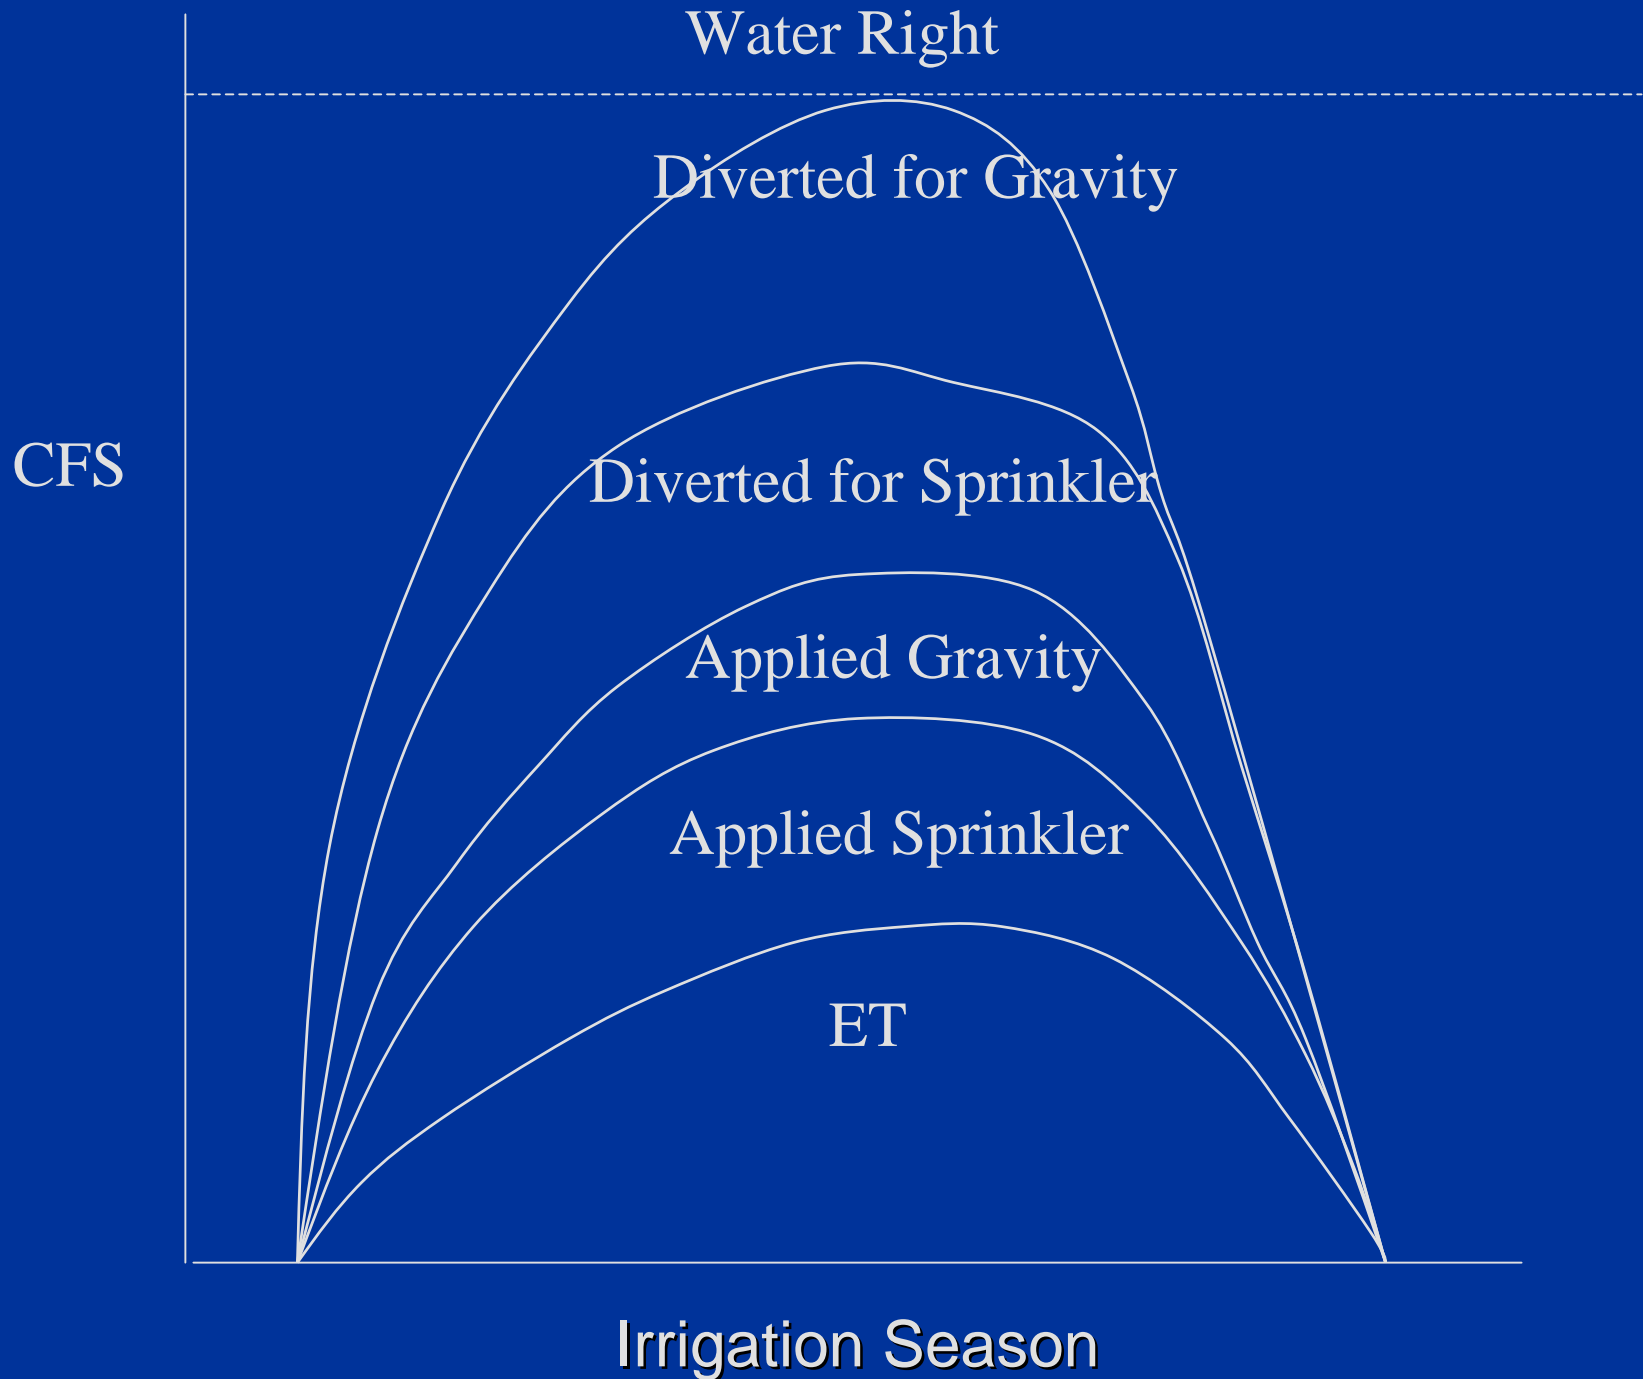 Water Right
Diverted for Gravity
CFS
Diverted for Sprinkler
Applied Gravity
Applied Sprinkler
ET
Irrigation Season